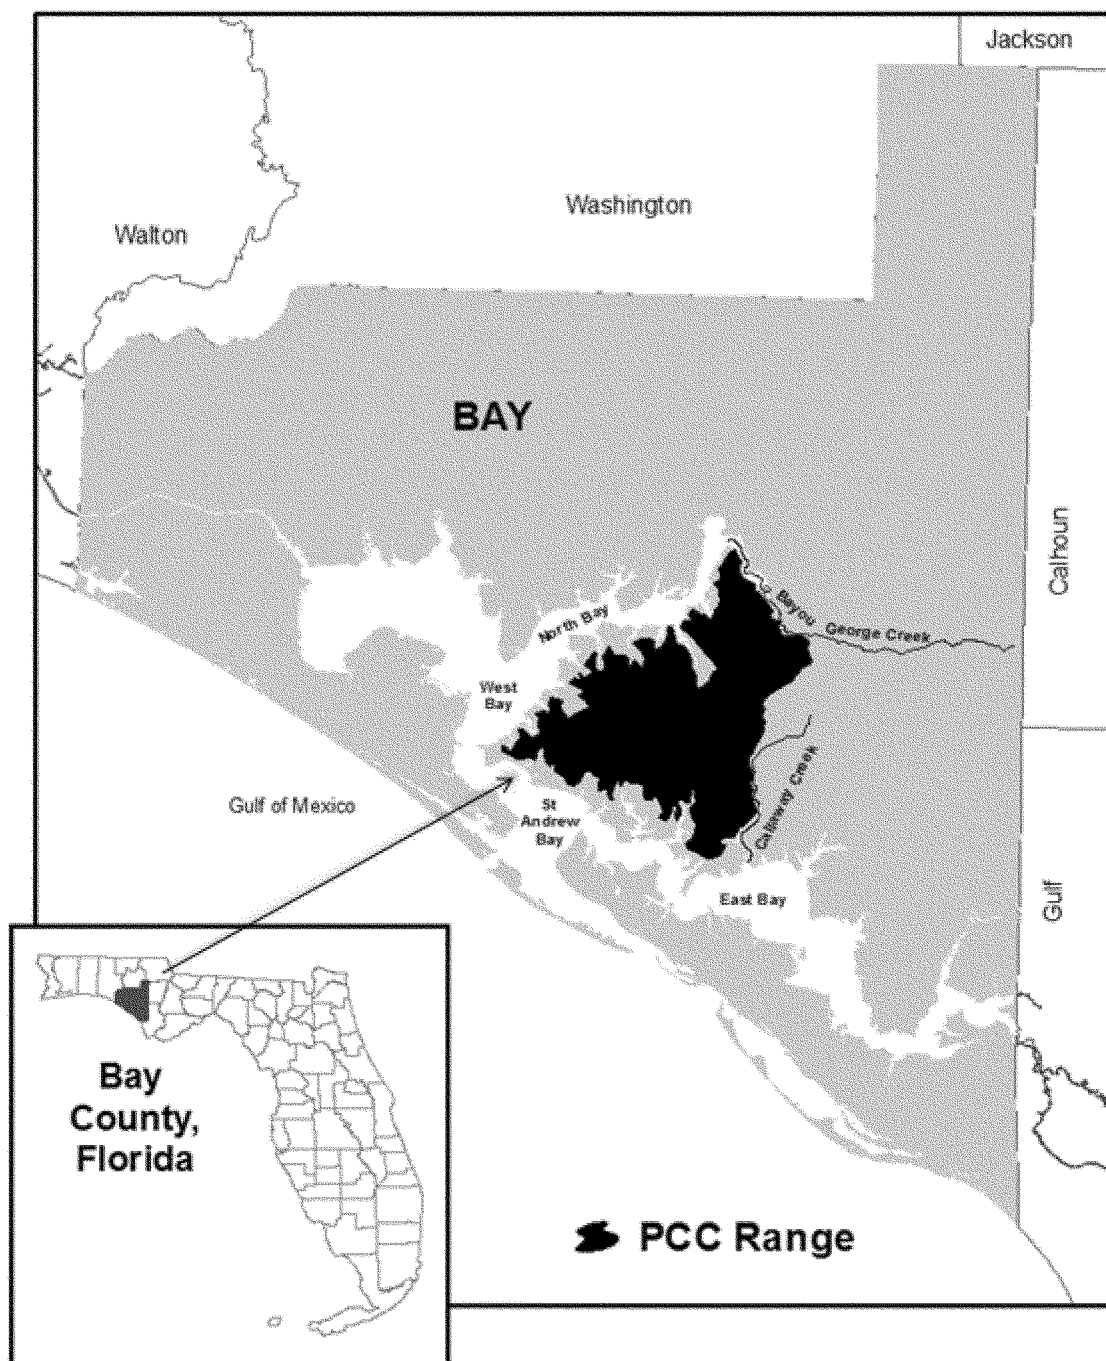 Jackson
Washington
Walton
BAY
Calhoun
Bayou George Creek
North Bay
West
Bay
Callaway Creek
Gulf of Mexico
St
Andrew
Bay
East Bay
Gulf
Bay
County,
Florida
PCC Range